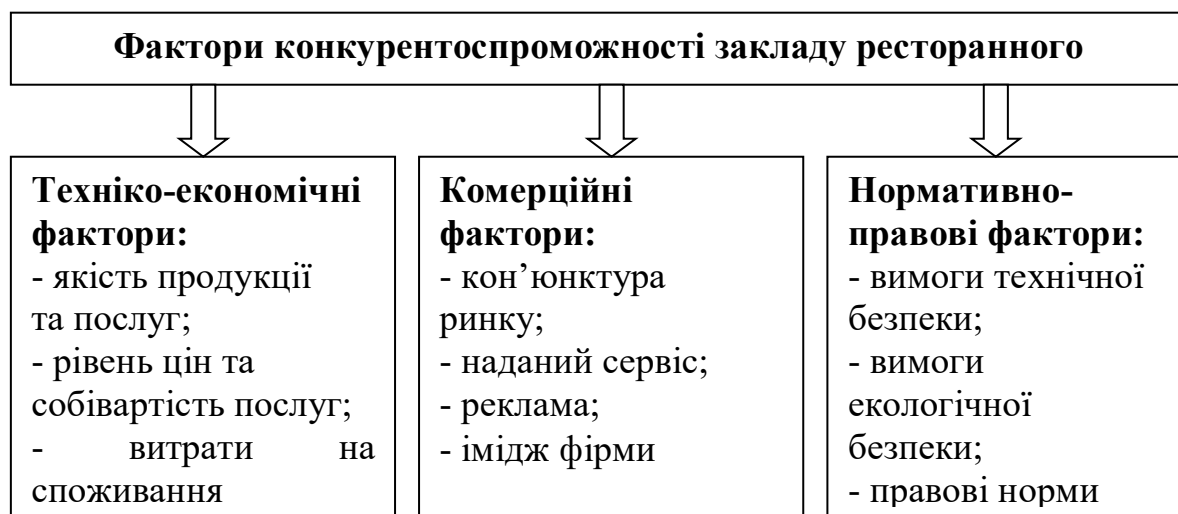 Фактори конкурентоспроможності закладу ресторанного
Техніко-економічні
фактори:
- якість продукції
та послуг;
- рівень цін та
собівартість послуг;
- витрати на
споживання
Комерційні
фактори:
- кон’юнктура
ринку;
- наданий сервіс;
- реклама;
- імідж фірми
Нормативно-
правові фактори:
- вимоги технічної
безпеки;
- вимоги
екологічної
безпеки;
- правові норми